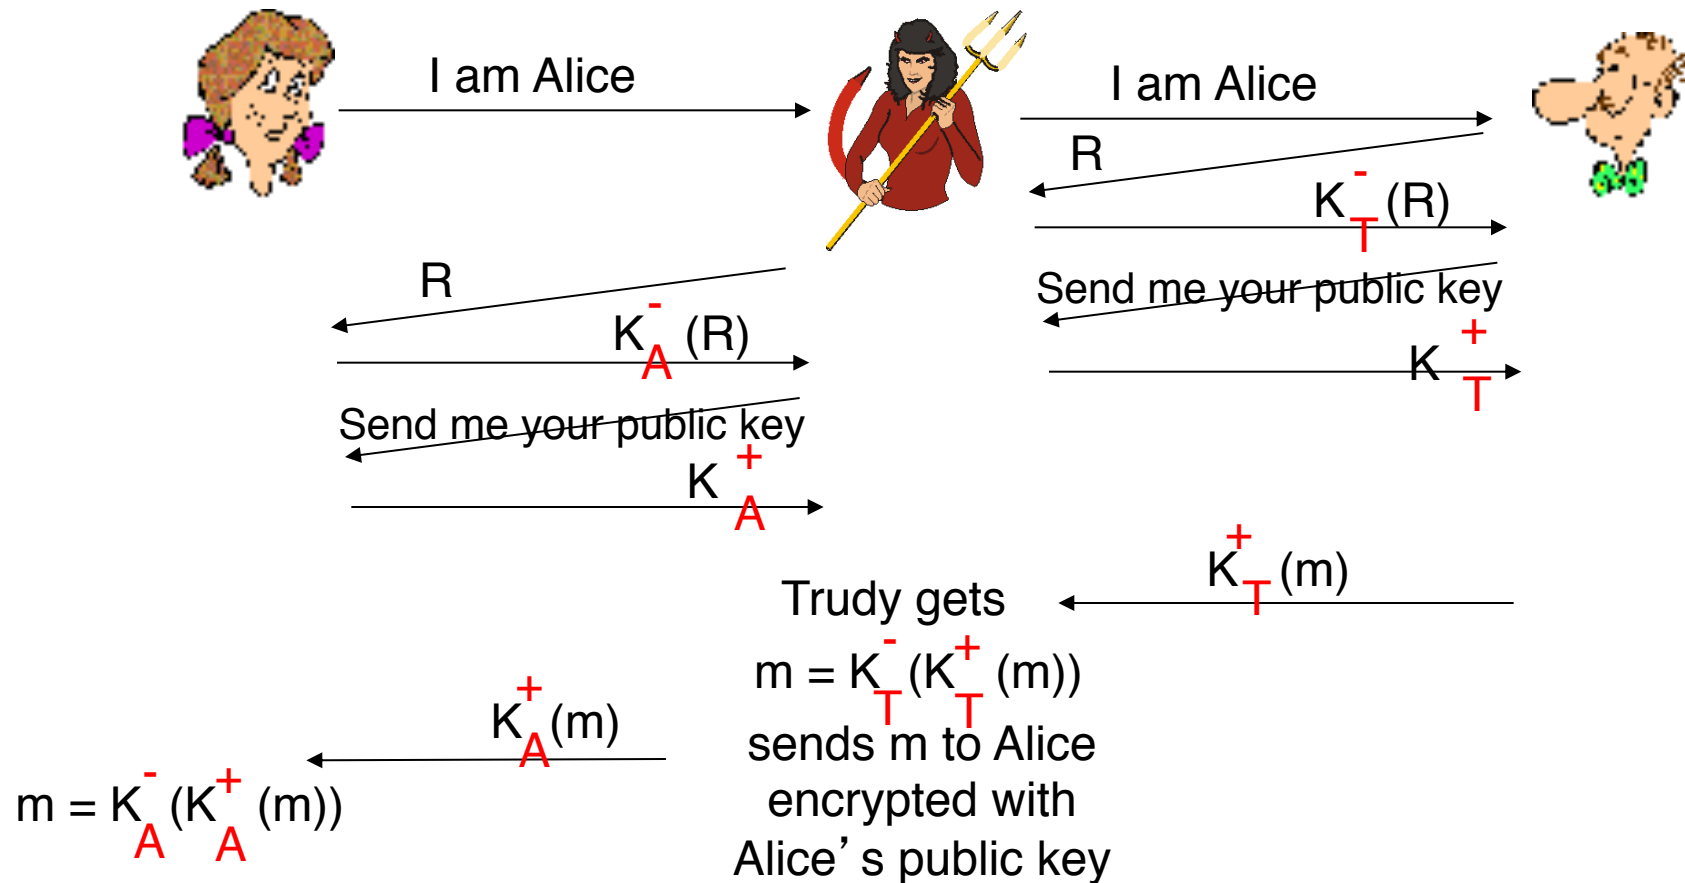 I am Alice
I am Alice
R
K-T(R)
R
Send me your public key
K-A(R)
K+T
Send me your public key
K+A
K+T(m)
Trudy gets
m = K-T(K+T(m))
K+A(m)
sends m to Alice
m = K-A(K+A(m))
encrypted with
Alice’s public key